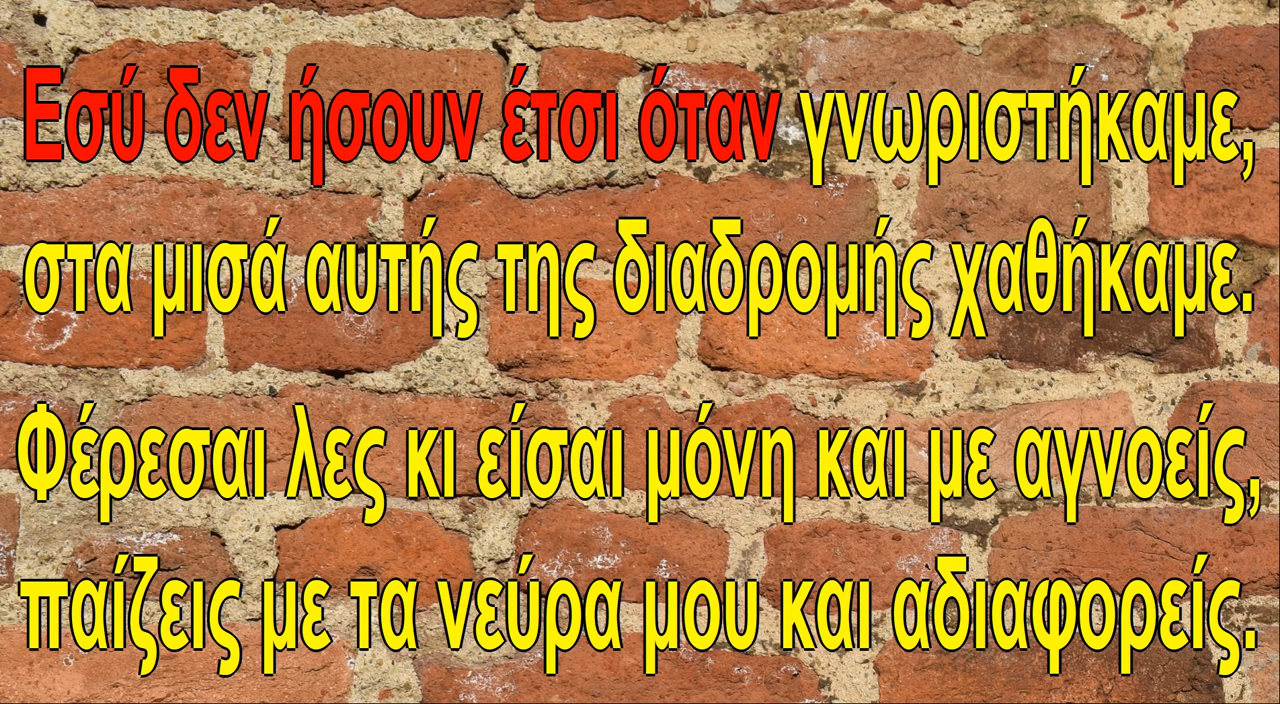 Εσύ δεν ήσουν έτσι όταν γνωριστήκαμε,
στα μισά αυτής της διαδρομής χαθήκαμε.
Φέρεσαι λες κι είσαι μόνη και με αγνοείς,
παίζεις με τα νεύρα μου και αδιαφορείς.